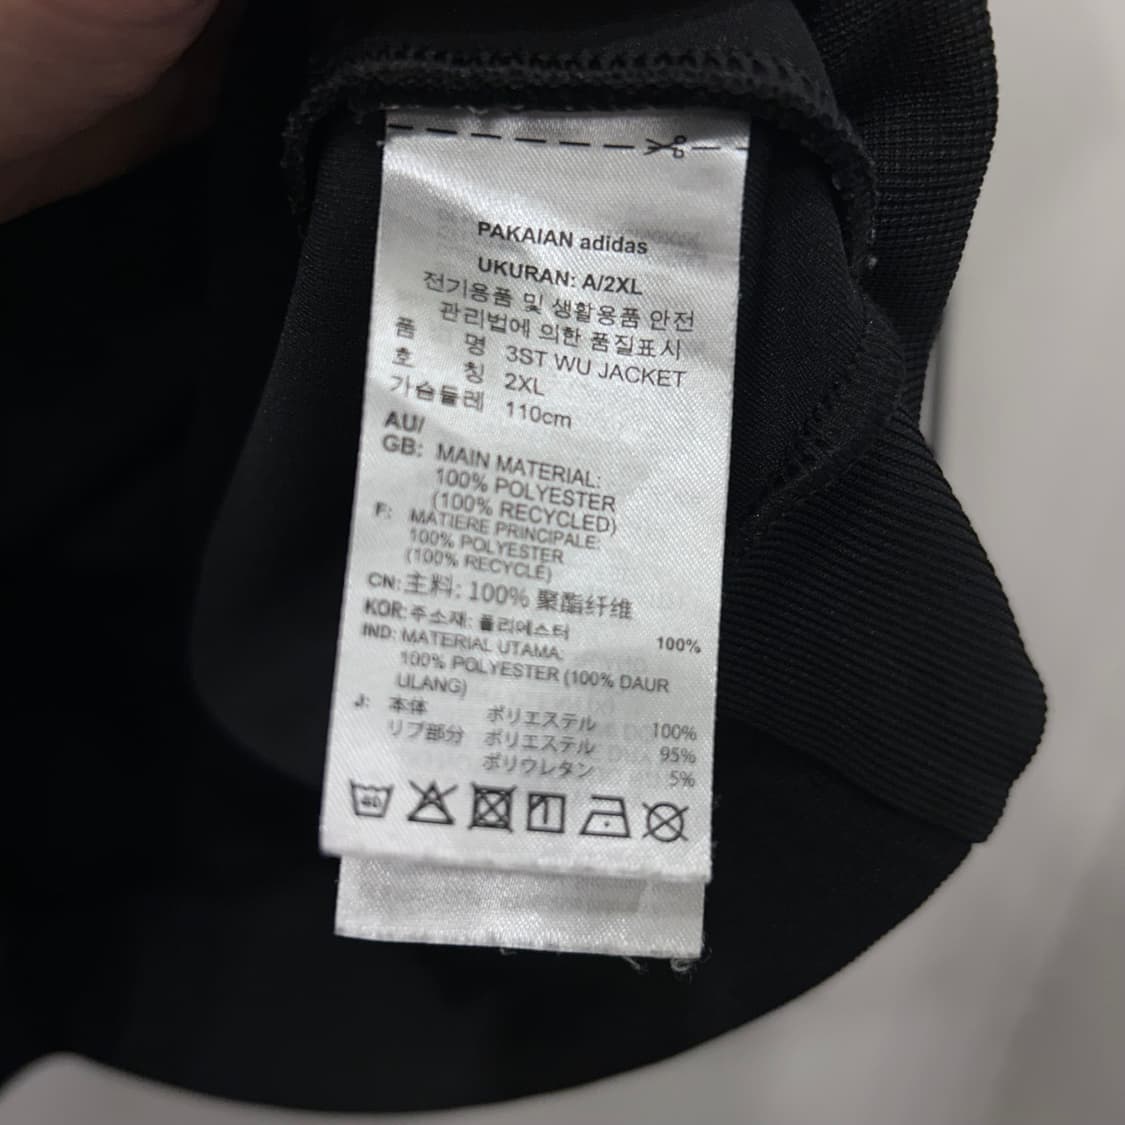 PAKAIAN adidas
UKURAN: A/2XL
전기용품 및 생활용품 안전
관리법에 의한 품질표시
품 명 3ST WU JACKET
호 칭 2XL
가슴둘레 110cm
AU/
GB: MAIN MATERIAL:
100% POLYESTER
(100% RECYCLED)
F: MATIERE PRINCIPALE:
100% POLYESTER
(100% RECYCLÉ)
CN: 主料: 100% 聚酯纤维
KOR: 주소재: 폴리에스터 100%
IND: MATERIAL UTAMA:
100% POLYESTER (100% DAUR
ULANG)
J: 本体 ポリエステル 100%
リブ部分 ポリエステル 95%
ポリウレタン 5%
40